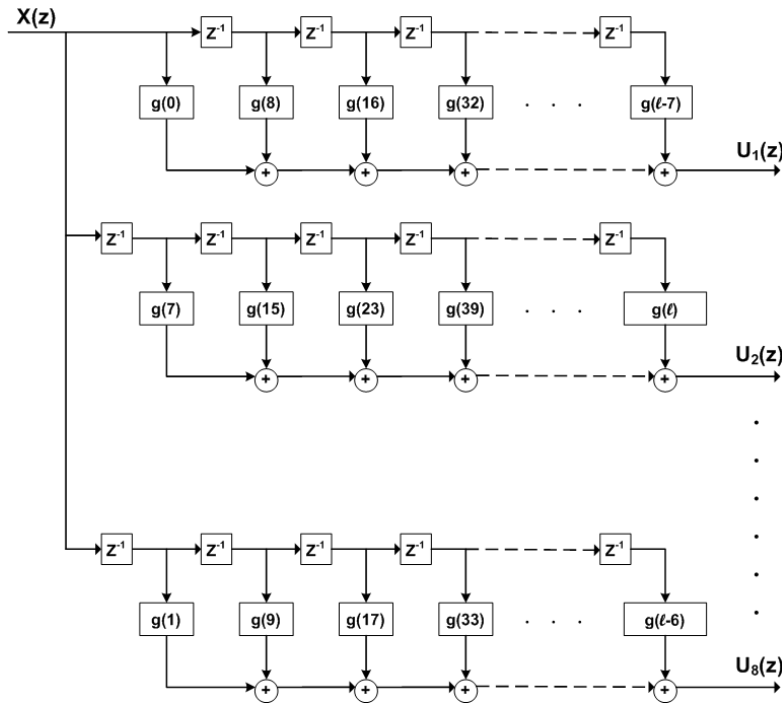 X(z)
Z⁻¹ Z⁻¹ Z⁻¹ Z⁻¹
g(0) g(8) g(16) g(32) . . . g(ℓ-7)
+ + + +
U₁(z)
Z⁻¹ Z⁻¹ Z⁻¹ Z⁻¹ Z⁻¹
g(7) g(15) g(23) g(39) . . . g(ℓ)
+ + + +
U₂(z)
Z⁻¹ Z⁻¹ Z⁻¹ Z⁻¹ Z⁻¹
g(1) g(9) g(17) g(33) . . . g(ℓ-6)
+ + + +
U₈(z)